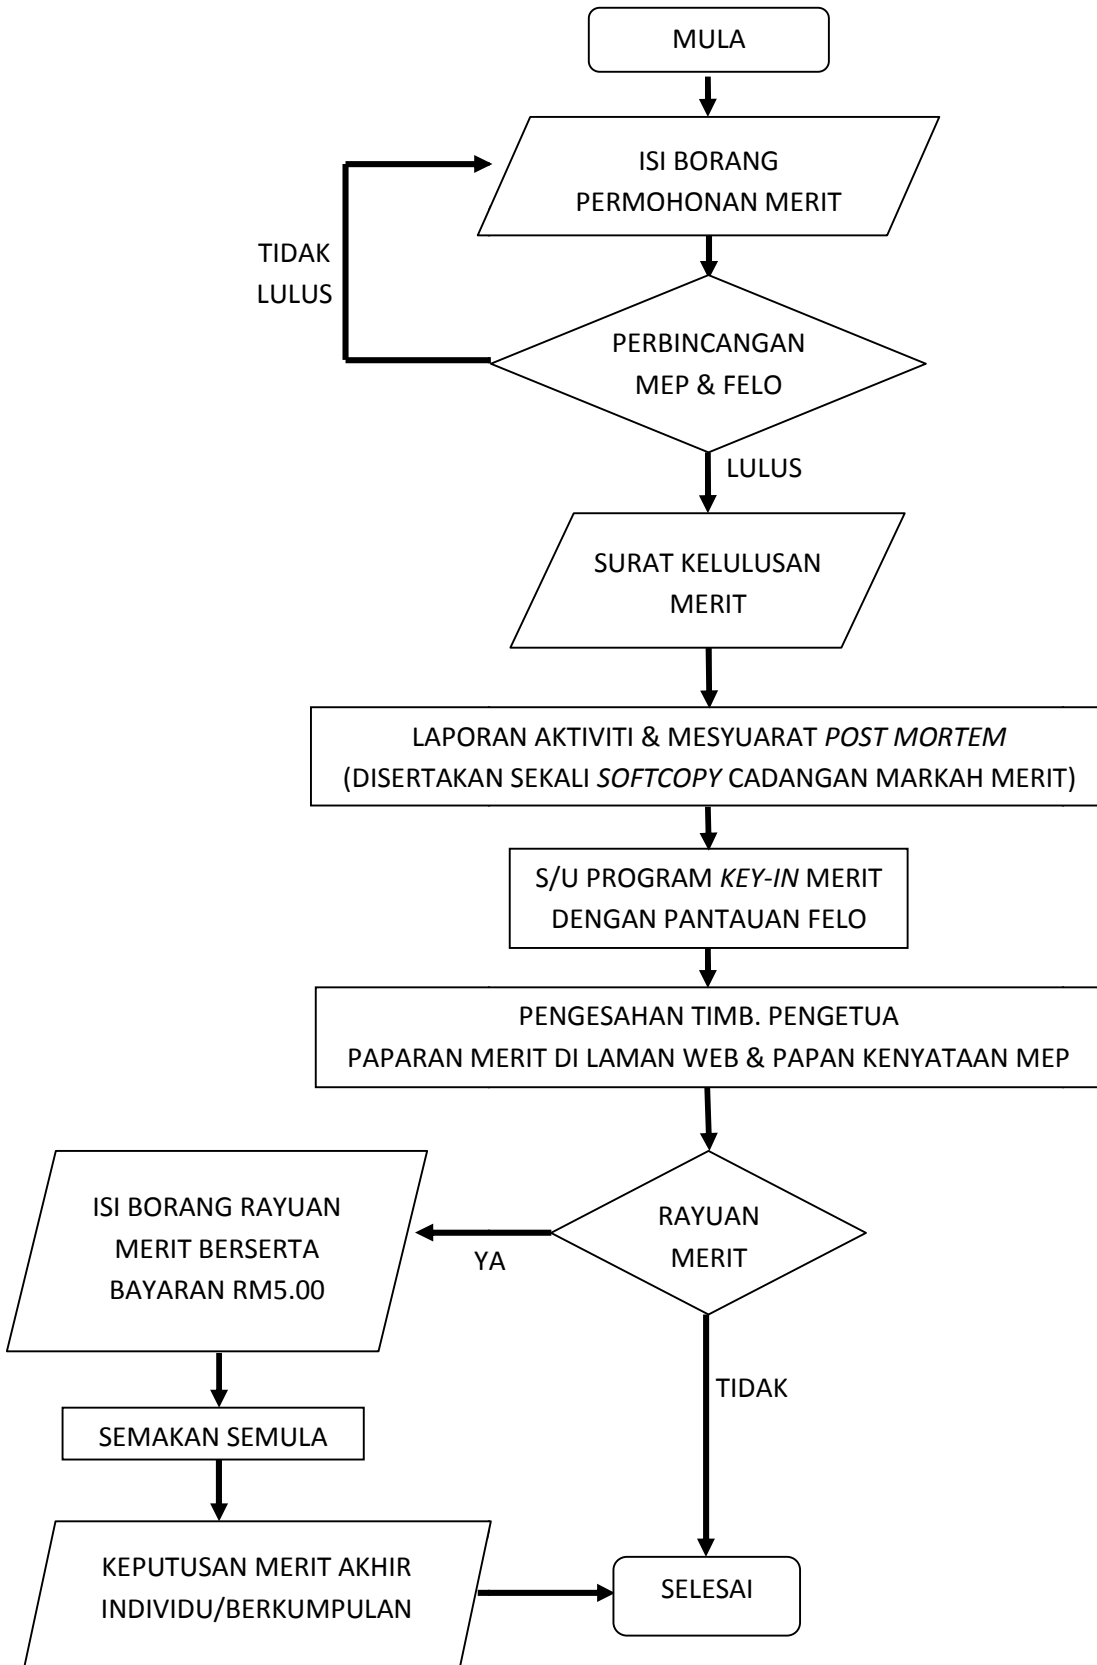 MULA
ISI BORANG
PERMOHONAN MERIT
TIDAK
LULUS
PERBINCANGAN
MEP & FELO
LULUS
SURAT KELULUSAN
MERIT
LAPORAN AKTIVITI & MESYUARAT POST MORTEM
(DISERTAKAN SEKALI SOFTCOPY CADANGAN MARKAH MERIT)
S/U PROGRAM KEY-IN MERIT
DENGAN PANTAUAN FELO
PENGESAHAN TIMB. PENGETUA
PAPARAN MERIT DI LAMAN WEB & PAPAN KENYATAAN MEP
RAYUAN
MERIT
YA
ISI BORANG RAYUAN
MERIT BERSERTA
BAYARAN RM5.00
TIDAK
SEMAKAN SEMULA
KEPUTUSAN MERIT AKHIR
INDIVIDU/BERKUMPULAN
SELESAI